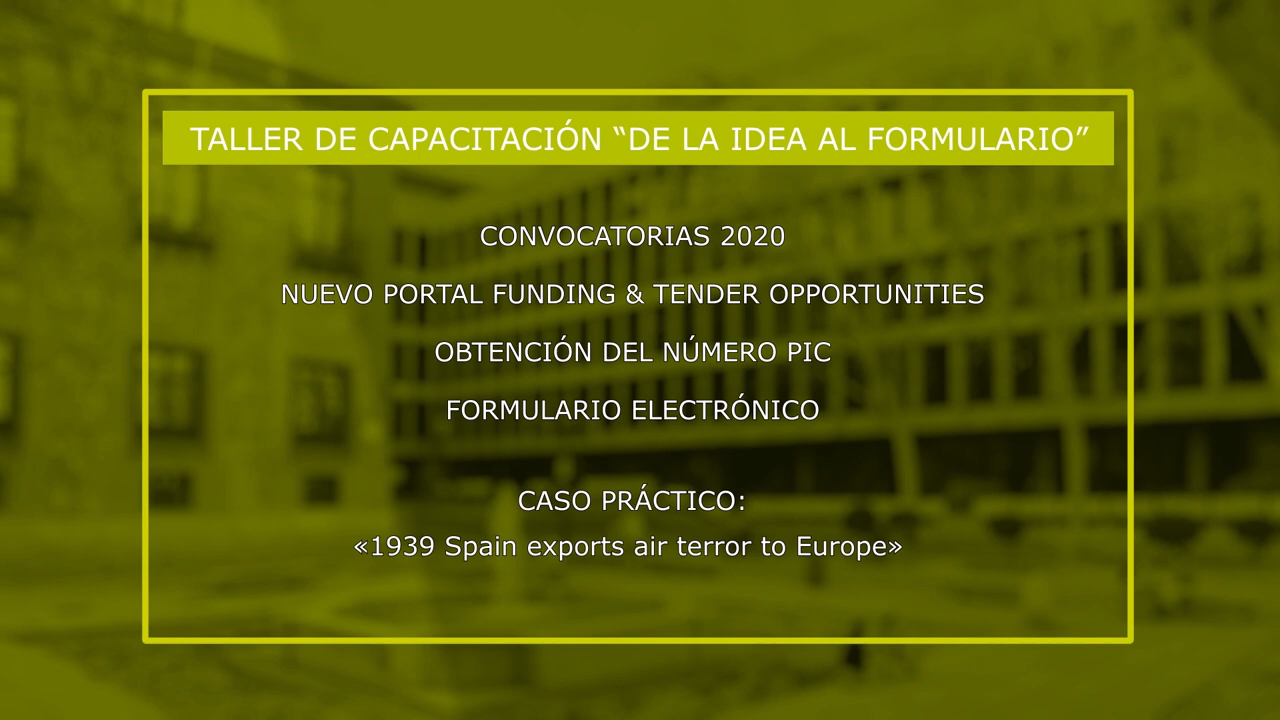 TALLER DE CAPACITACIÓN “DE LA IDEA AL FORMULARIO”
CONVOCATORIAS 2020
NUEVO PORTAL FUNDING & TENDER OPPORTUNITIES
OBTENCIÓN DEL NÚMERO PIC
FORMULARIO ELECTRÓNICO
CASO PRÁCTICO:
«1939 Spain exports air terror to Europe»